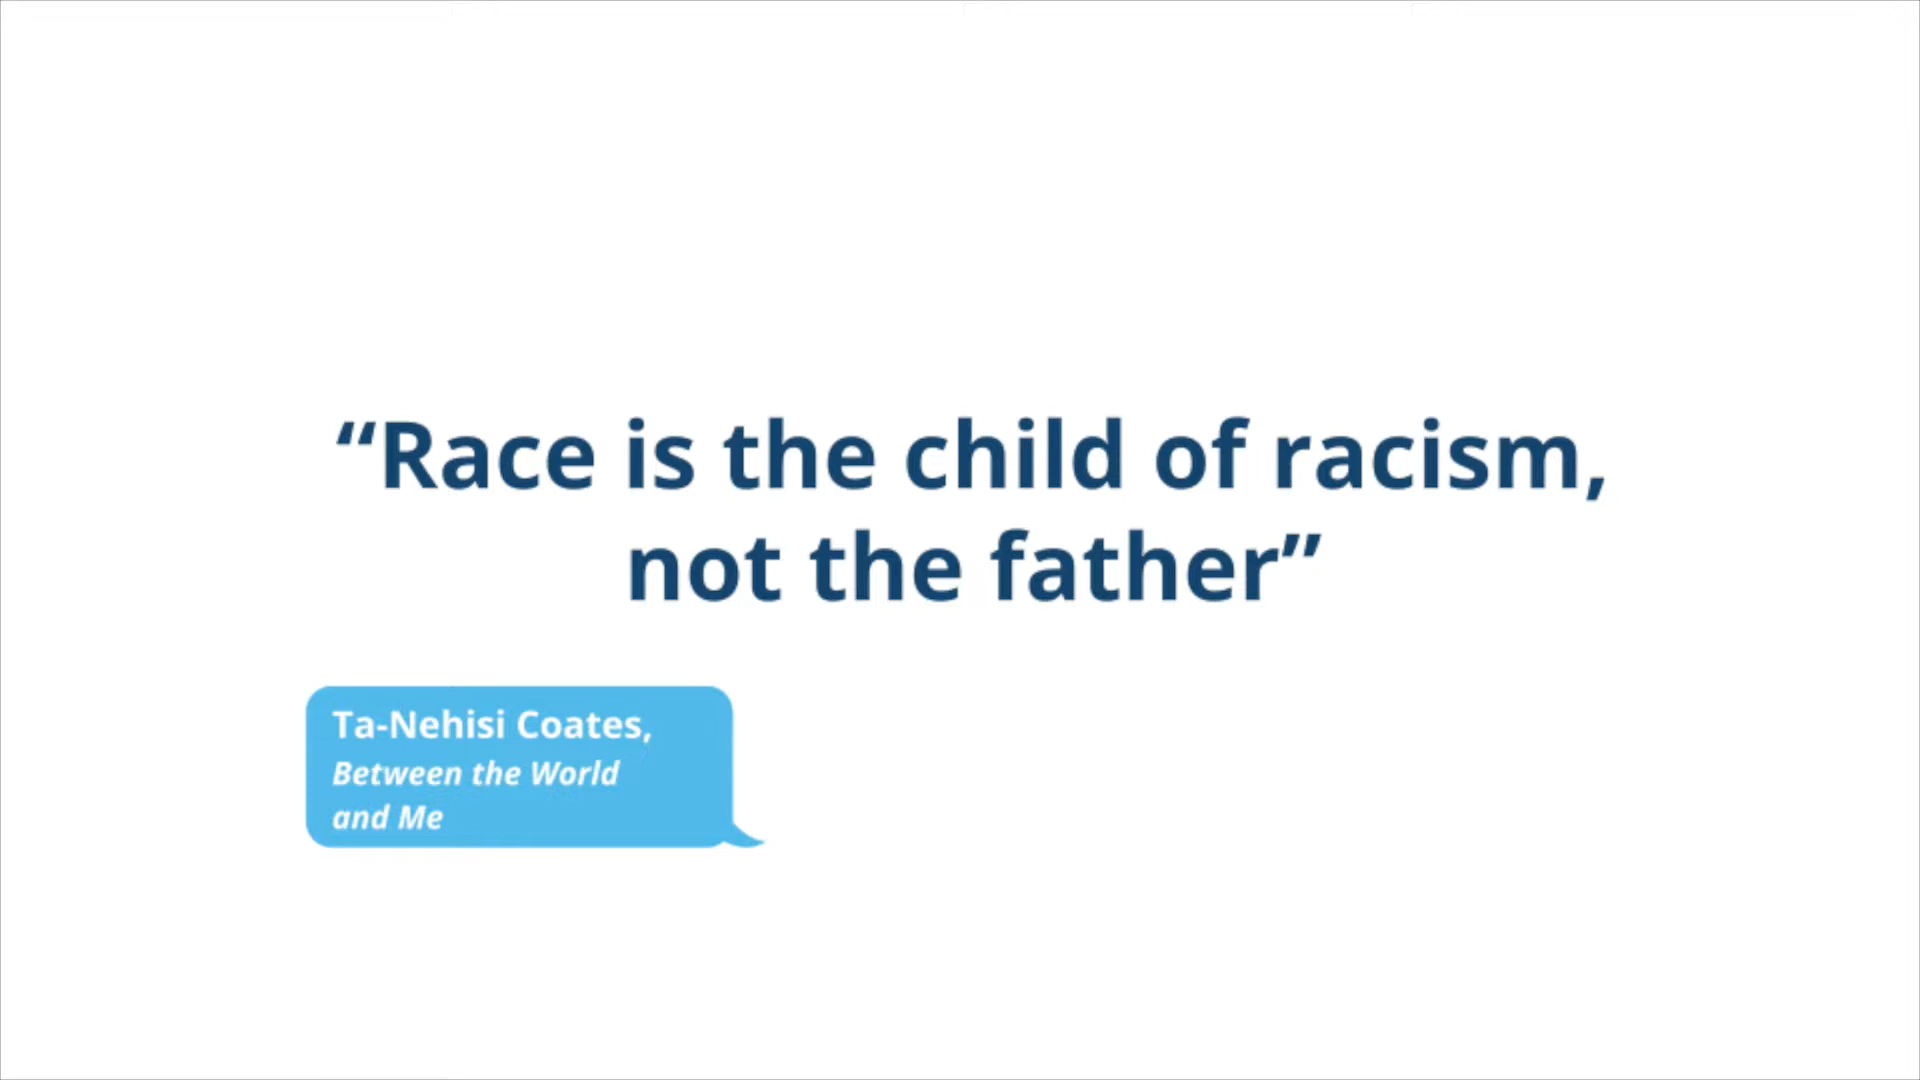 “Race is the child of racism,
not the father”
Ta-Nehisi Coates,
Between the World
and Me